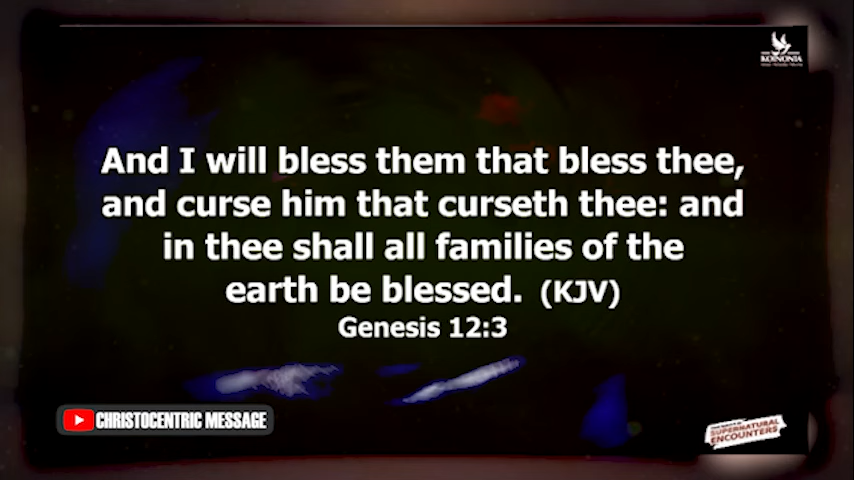 KOINONIA
And I will bless them that bless thee,
and curse him that curseth thee: and
in thee shall all families of the
earth be blessed. (KJV)
Genesis 12:3
CHRISTOCENTRIC MESSAGE
SUPERNATURAL
ENCOUNTERS